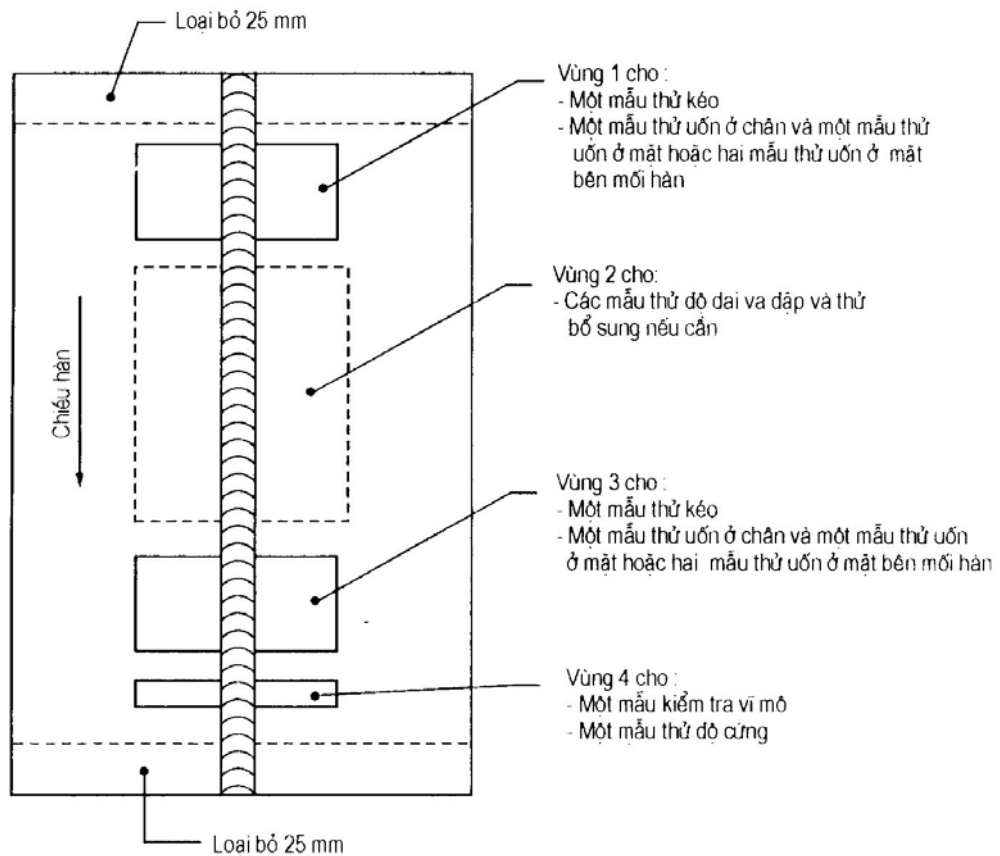 Loại bỏ 25 mm
Vùng 1 cho :
- Một mẫu thử kéo
- Một mẫu thử uốn ở chân và một mẫu thử
uốn ở mặt hoặc hai mẫu thử uốn ở mặt
bên mối hàn
Vùng 2 cho:
- Các mẫu thử độ dai va đập và thử
bổ sung nếu cần
Chiều hàn
Vùng 3 cho :
- Một mẫu thử kéo
- Một mẫu thử uốn ở chân và một mẫu thử uốn
ở mặt hoặc hai mẫu thử uốn ở mặt bên mối hàn
Vùng 4 cho :
- Một mẫu kiểm tra vĩ mô
- Một mẫu thử độ cứng
Loại bỏ 25 mm